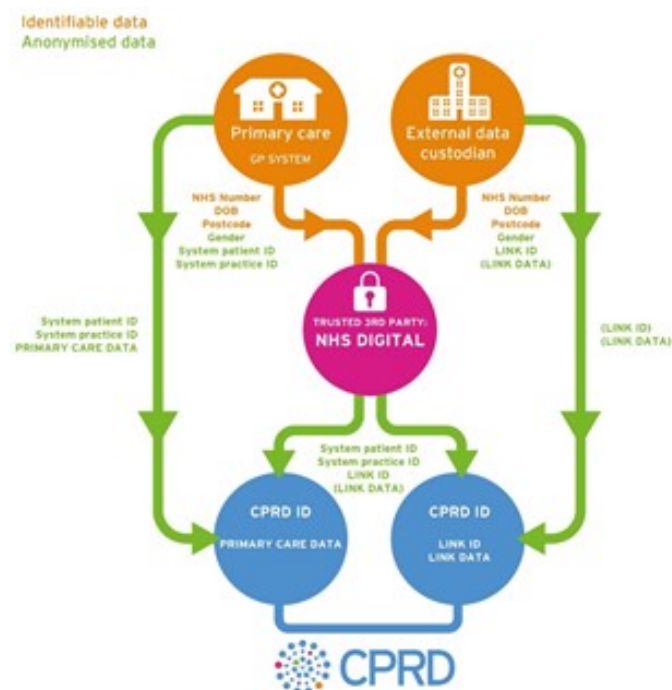 Identifiable data
Anonymised data
Primary care
GP SYSTEM
External data
custodian
NHS Number
DOB
Postcode
Gender
System patient ID
System practice ID
NHS Number
DOB
Postcode
Gender
LINK ID
(LINK DATA)
TRUSTED 3RD PARTY:
NHS DIGITAL
System patient ID
System practice ID
PRIMARY CARE DATA
(LINK ID)
(LINK DATA)
System patient ID
System practice ID
LINK ID
(LINK DATA)
CPRD ID
PRIMARY CARE DATA
CPRD ID
LINK ID
LINK DATA
CPRD